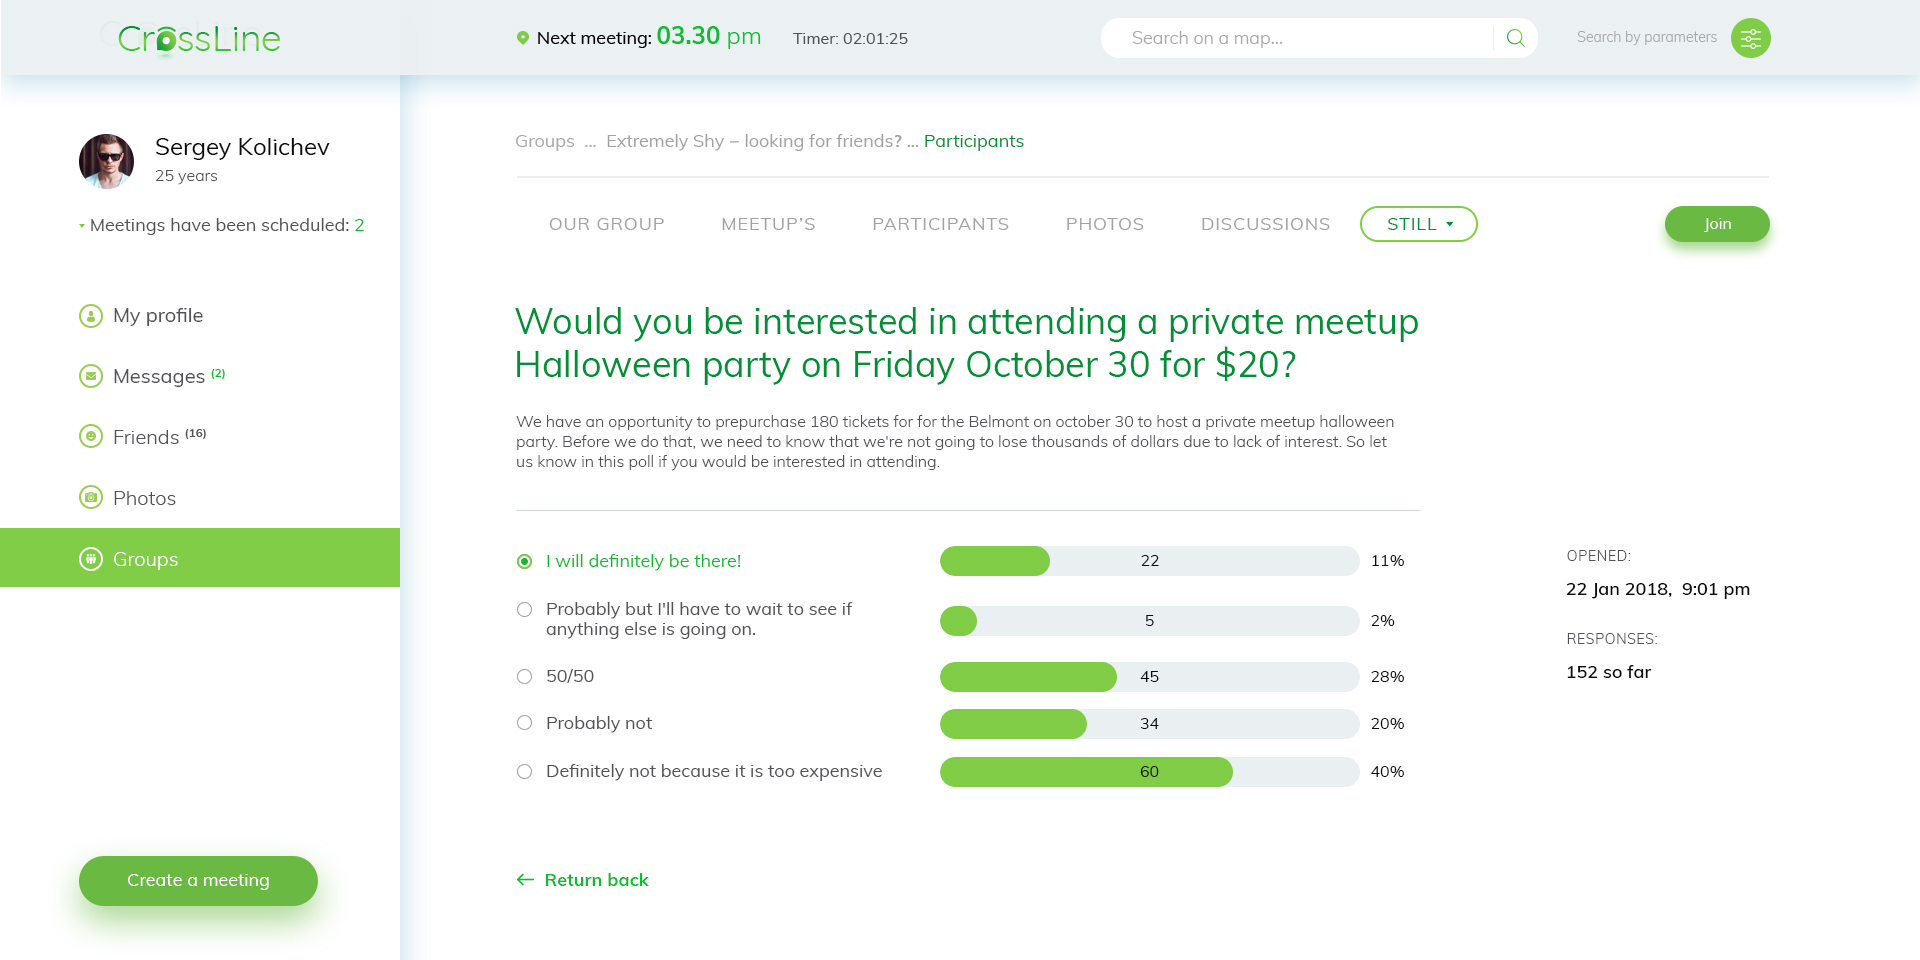 CrossLine
Next meeting: 03.30 pm
Timer: 02:01:25
Search on a map...
Search by parameters
Sergey Kolichev
25 years
Meetings have been scheduled: 2
My profile
Messages (2)
Friends (16)
Photos
Groups
Create a meeting
Groups ... Extremely Shy – looking for friends? ... Participants
OUR GROUP
MEETUP'S
PARTICIPANTS
PHOTOS
DISCUSSIONS
STILL
Join
Would you be interested in attending a private meetup
Halloween party on Friday October 30 for $20?
We have an opportunity to prepurchase 180 tickets for for the Belmont on october 30 to host a private meetup halloween
party. Before we do that, we need to know that we're not going to lose thousands of dollars due to lack of interest. So let
us know in this poll if you would be interested in attending.
I will definitely be there!
22
11%
Probably but I'll have to wait to see if
anything else is going on.
5
2%
50/50
45
28%
Probably not
34
20%
Definitely not because it is too expensive
60
40%
OPENED:
22 Jan 2018, 9:01 pm
RESPONSES:
152 so far
Return back